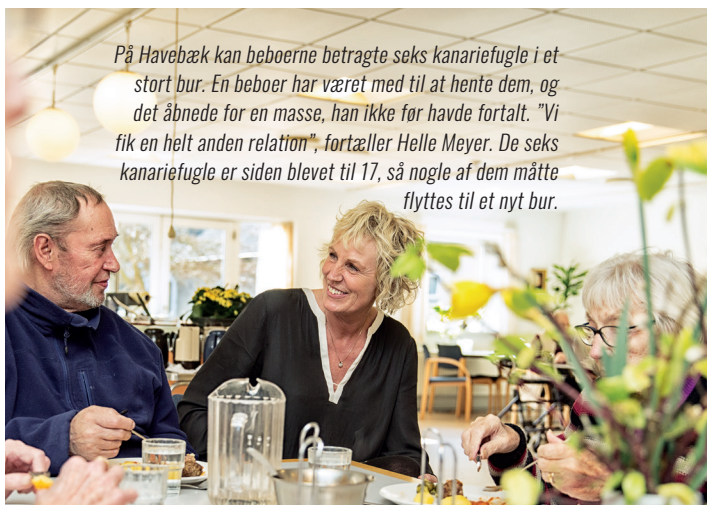 På Havebæk kan beboerne betragte seks kanariefugle i et
stort bur. En beboer har været med til at hente dem, og
det åbnede for en masse, han ikke før havde fortalt. ”Vi
fik en helt anden relation”, fortæller Helle Meyer. De seks
kanariefugle er siden blevet til 17, så nogle af dem måtte
flyttes til et nyt bur.